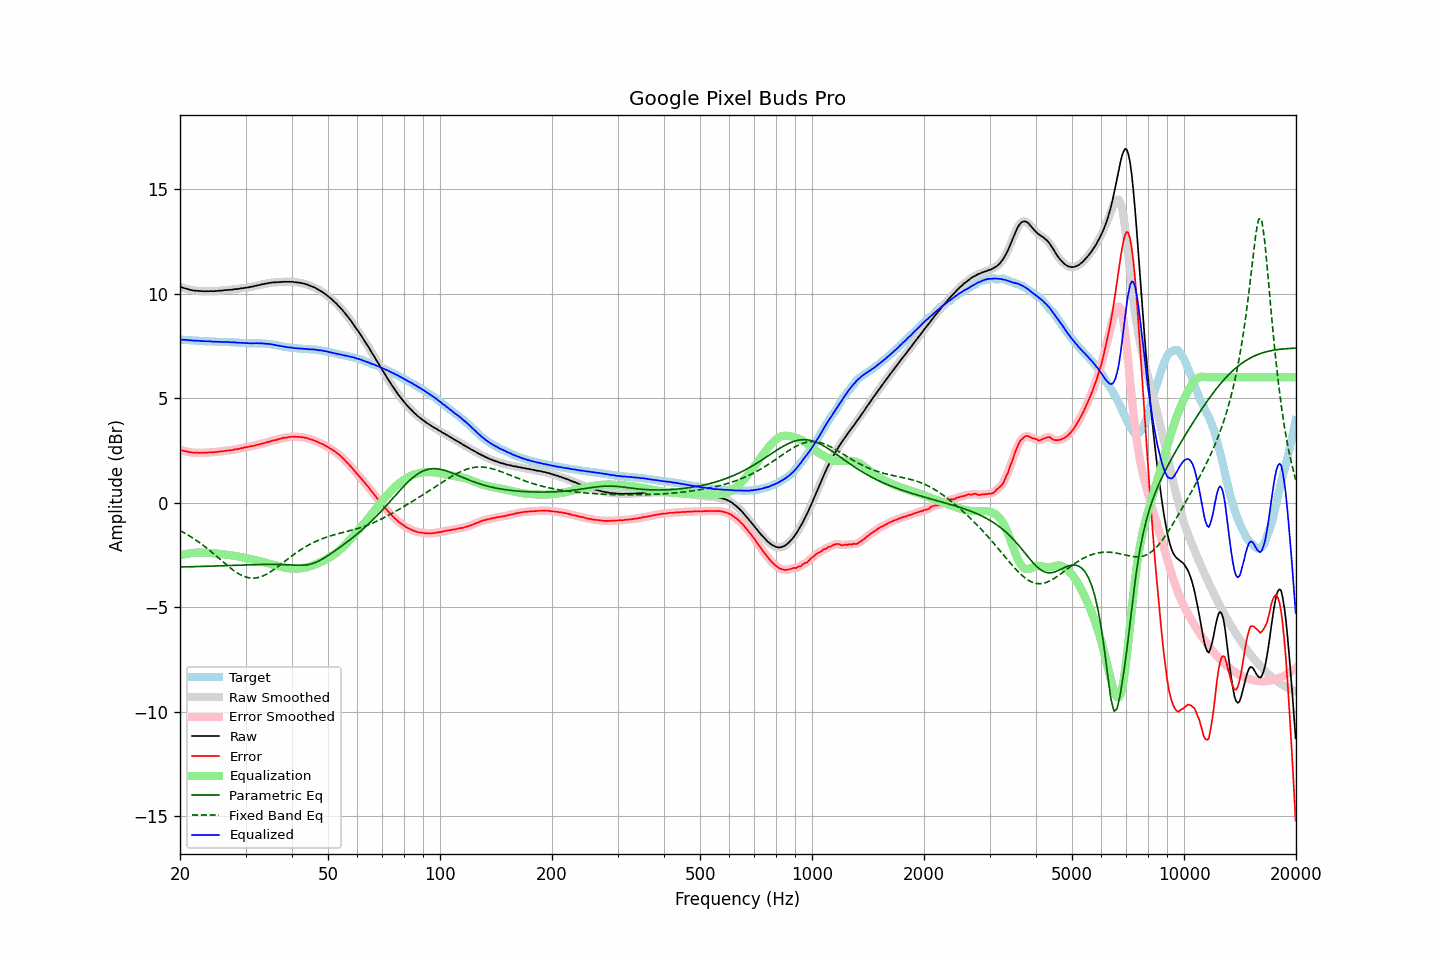 Google Pixel Buds Pro
Amplitude (dBr)
15
10
5
0
−5
−10
−15
Target
Raw Smoothed
Error Smoothed
Raw
Error
Equalization
Parametric Eq
Fixed Band Eq
Equalized
20 50 100 200 500 1000 2000 5000 10000 20000
Frequency (Hz)